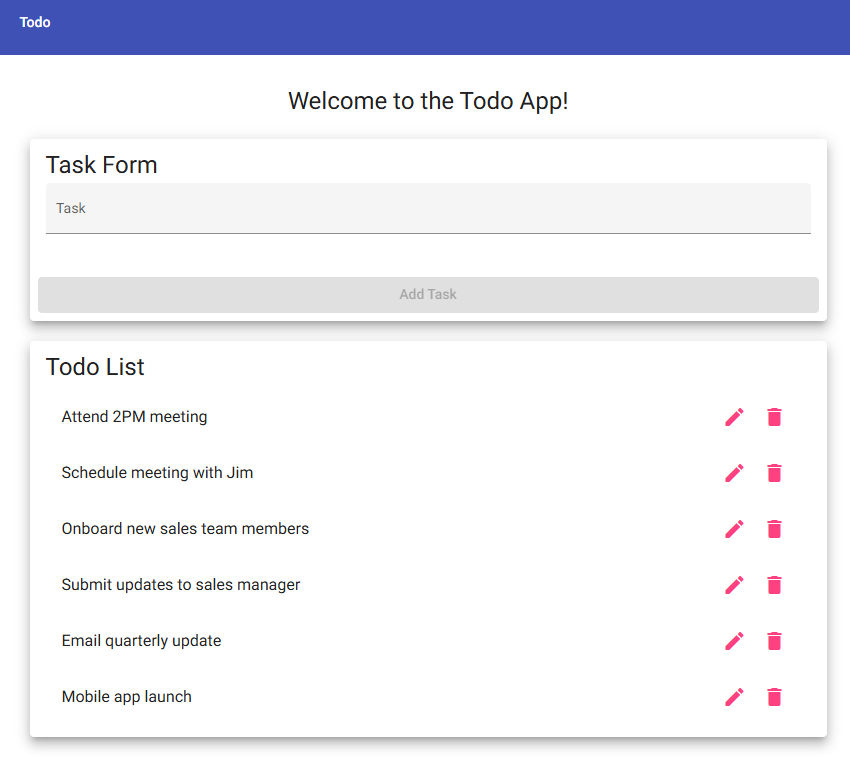 Todo
Welcome to the Todo App!
Task Form
Task
Add Task
Todo List
Attend 2PM meeting
Schedule meeting with Jim
Onboard new sales team members
Submit updates to sales manager
Email quarterly update
Mobile app launch